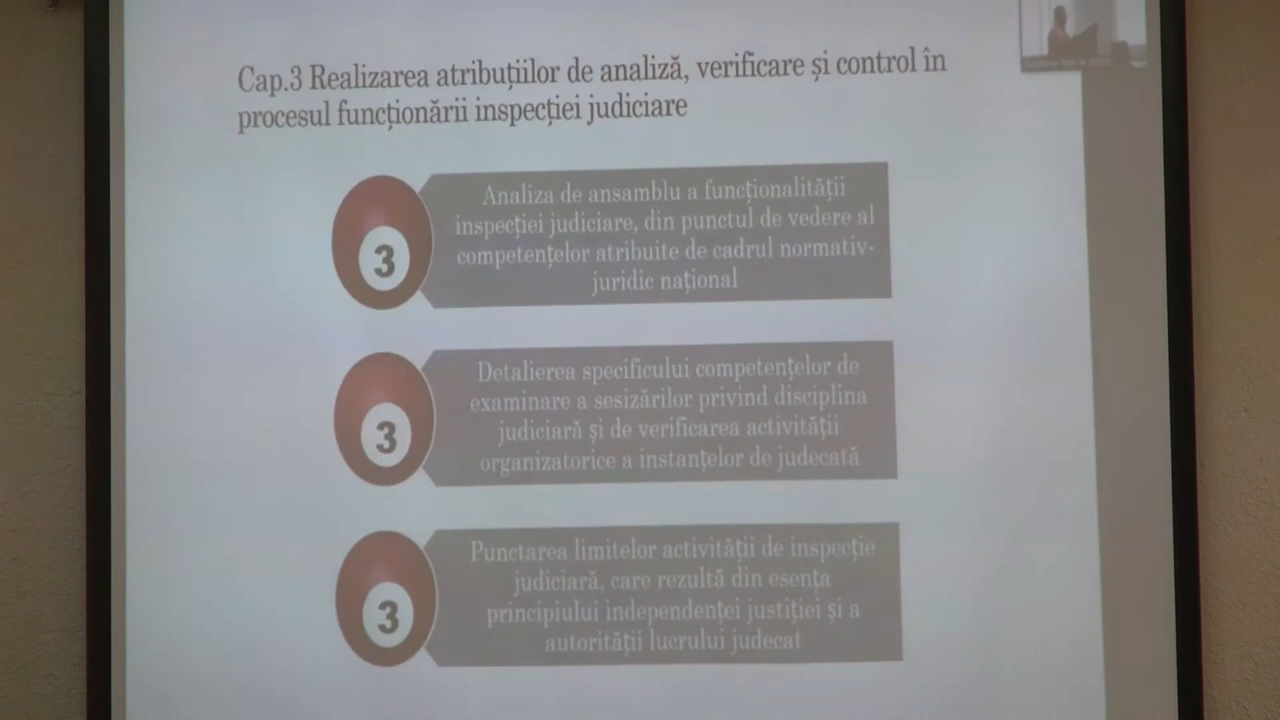 Cap.3 Realizarea atribuțiilor de analiză, verificare și control în
procesul funcționării inspecției judiciare
3
Analiza de ansamblu a funcționalității
inspecției judiciare, din punctul de vedere al
competențelor atribuite de cadrul normativ-
juridic național
3
Detalierea specificului competențelor de
examinare a sesizărilor privind disciplina
judiciară și de verificarea activității
organizatorice a instanțelor de judecată
3
Punctarea limitelor activității de inspecție
judiciară, care rezultă din esența
principiului independenței justiției și a
autorității lucrului judecat